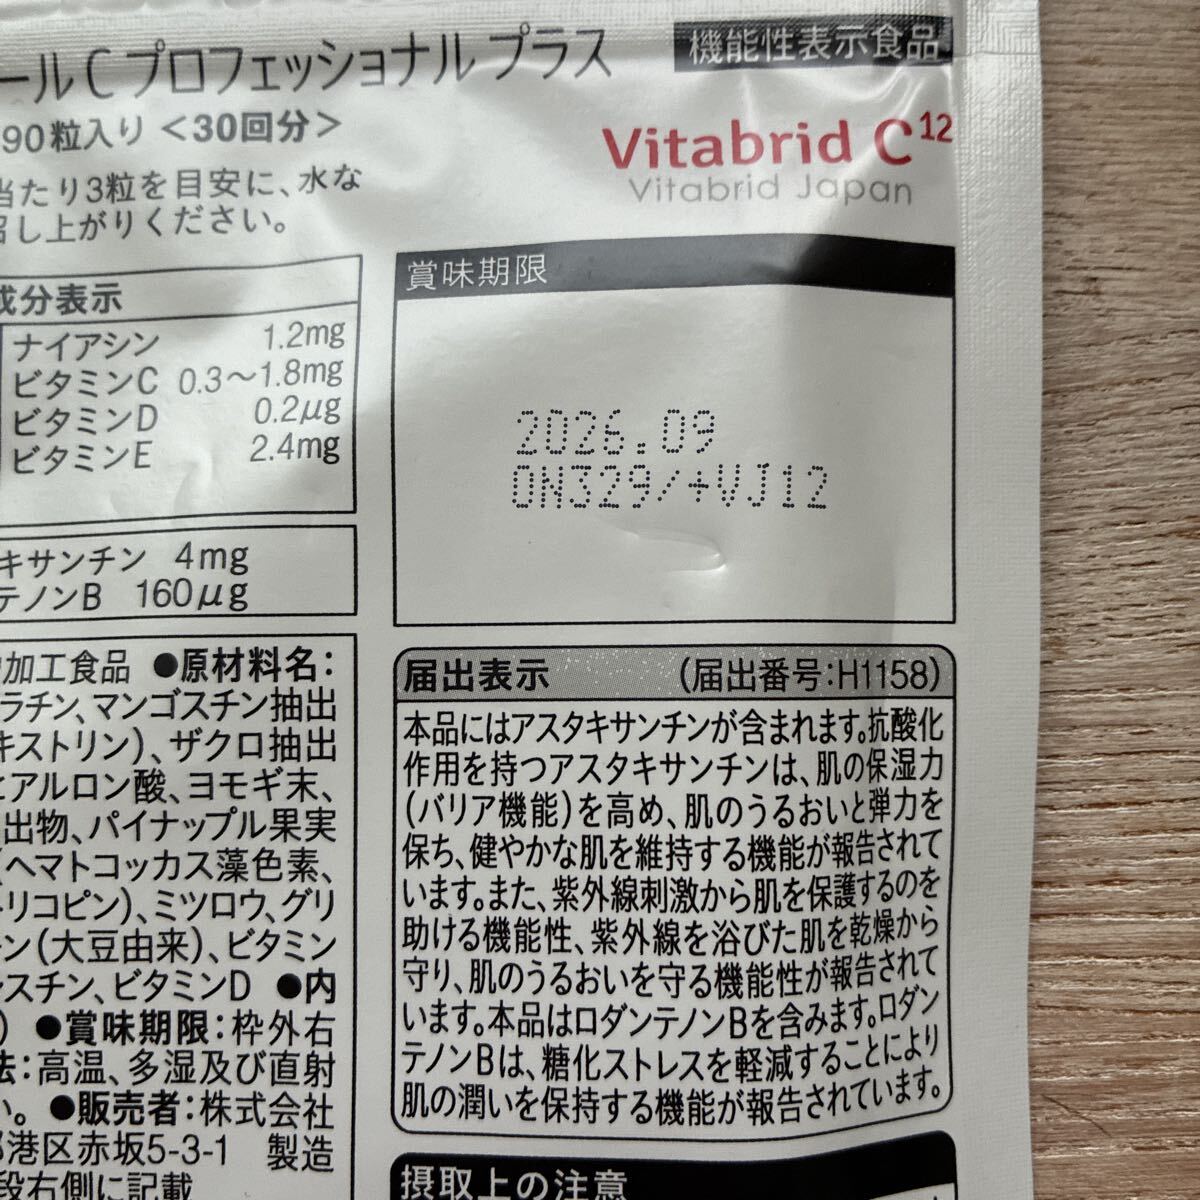 ールC プロフェッショナル プラス
機能性表示食品
90粒入り <30回分>
Vitabrid C12
Vitabrid Japan
当たり3粒を目安に、水な
召し上がりください。
賞味期限
2026.09
ON329/+VJ12
成分表示
ナイアシン 1.2mg
ビタミンC 0.3〜1.8mg
ビタミンD 0.2μg
ビタミンE 2.4mg
キサンチン 4mg
テノンB 160μg
加工食品 ●原材料名：
ラチン、マンゴスチン抽出
キストリン)、ザクロ抽出
ヒアルロン酸、ヨモギ末、
出物、パイナップル果実
(ヘマトコッカス藻色素、
リコピン)、ミツロウ、グリ
ン(大豆由来)、ビタミン
スチン、ビタミンD ●内
) ●賞味期限：枠外右
法：高温、多湿及び直射
い。 ●販売者：株式会社
港区赤坂5-3-1 製造
段右側に記載
届出表示 (届出番号：H1158)
本品にはアスタキサンチンが含まれます。抗酸化
作用を持つアスタキサンチンは、肌の保湿力
(バリア機能)を高め、肌のうるおいと弾力を
保ち、健やかな肌を維持する機能が報告されて
います。また、紫外線刺激から肌を保護するのを
助ける機能性、紫外線を浴びた肌を乾燥から
守り、肌のうるおいを守る機能性が報告されて
います。本品はロダンテノンBを含みます。ロダン
テノンBは、糖化ストレスを軽減することにより
肌の潤いを保持する機能が報告されています。
摂取上の注意